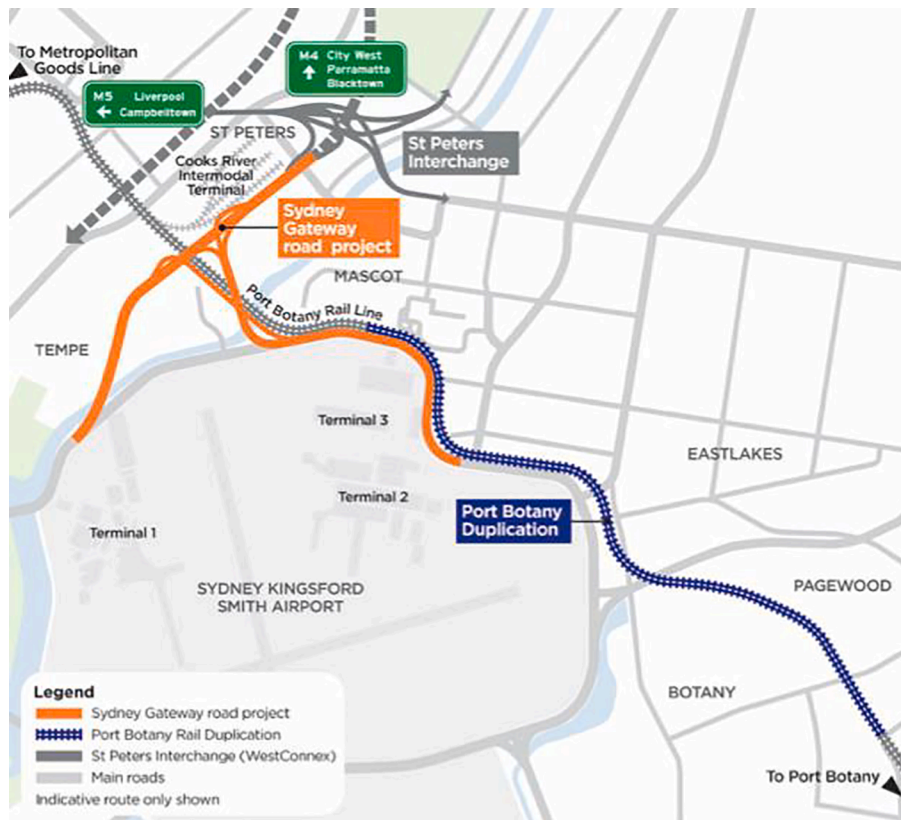 To Metropolitan
Goods Line
M4 City West
Parramatta
Blacktown
M5 Liverpool
Campbelltown
ST PETERS
St Peters
Interchange
Cooks River
Intermodal
Terminal
Sydney
Gateway
road project
MASCOT
Port Botany Rail Line
TEMPE
Terminal 3
EASTLAKES
Terminal 2
Port Botany
Duplication
Terminal 1
SYDNEY KINGSFORD
SMITH AIRPORT
PAGEWOOD
BOTANY
To Port Botany
Legend
Sydney Gateway road project
Port Botany Rail Duplication
St Peters Interchange (WestConnex)
Main roads
Indicative route only shown